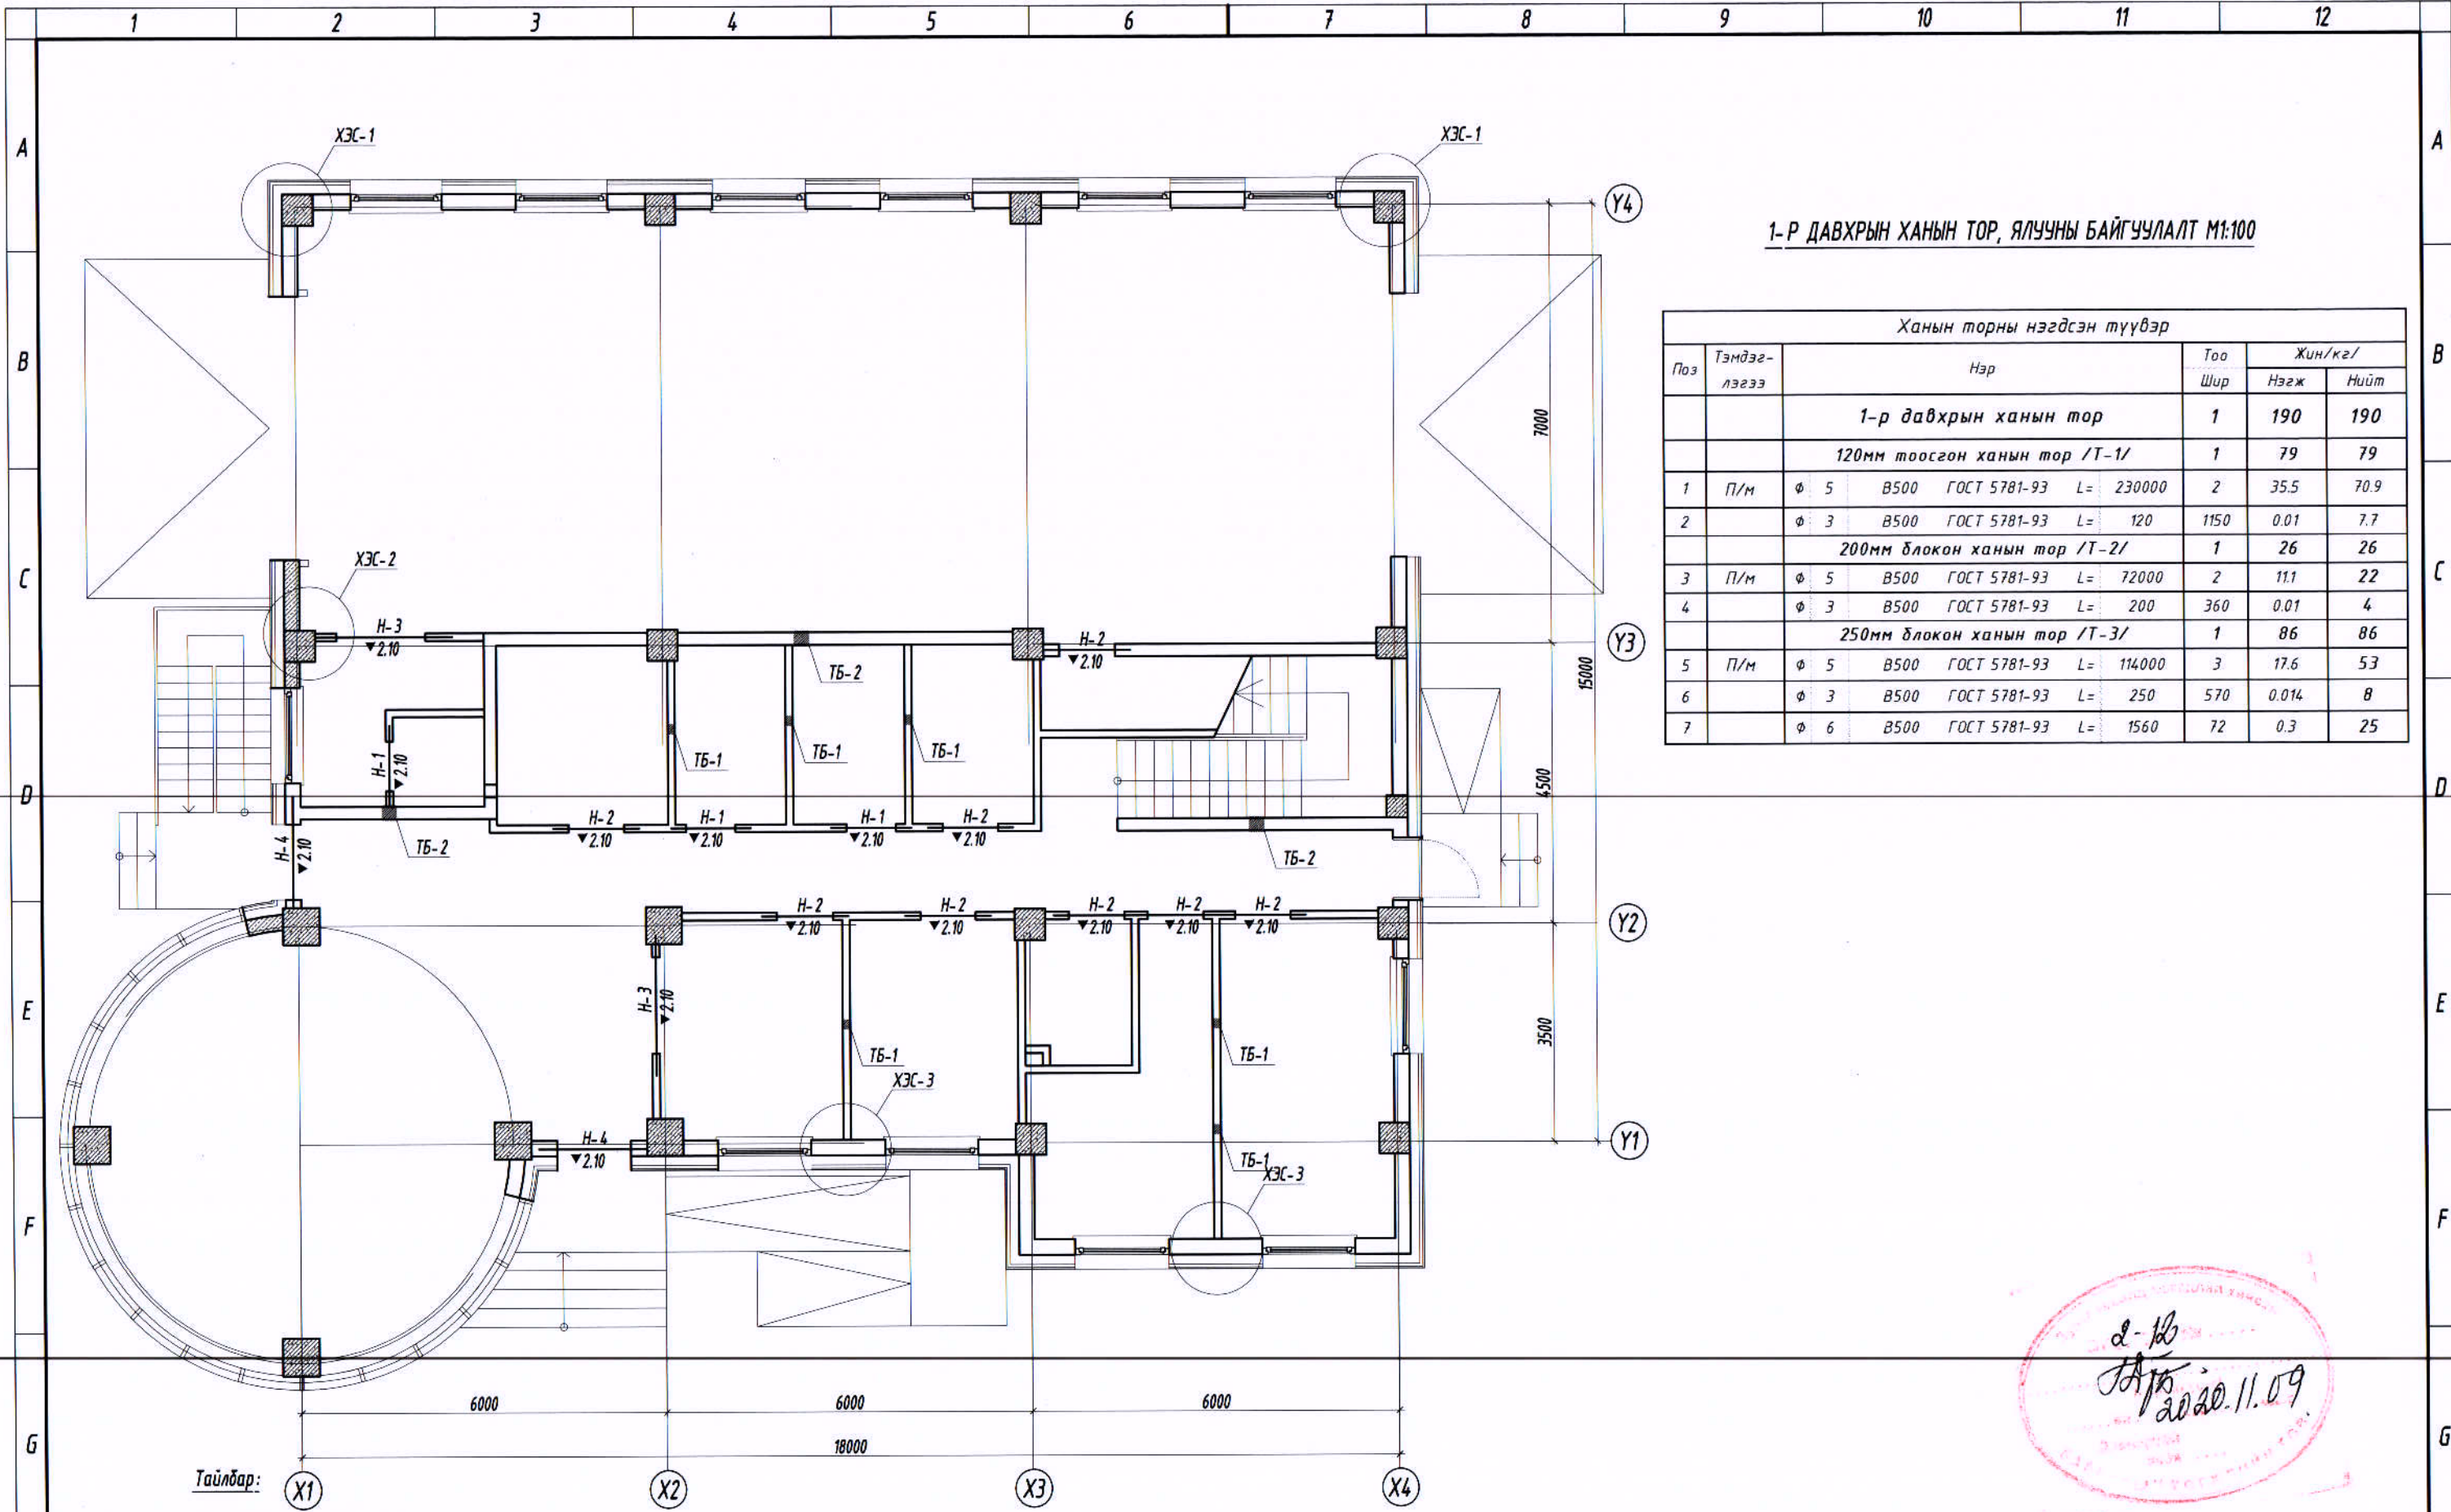 1 2 3 4 5 6 7 8 9 10 11 12
A
A
ХЭС-1
ХЭС-1
Y4
1-Р ДАВХРЫН ХАНЫН ТОР, ЯЛУУНЫ БАЙГУУЛАЛТ М1:100
Ханын торны нэгдсэн түүвэр
Поз Тэмдэг-лэгээ Нэр Тоо Шир Жин/кг/ Нэгж Нийт
1-р давхрын ханын тор 1 190 190
120мм тоосгон ханын тор /Т-1/ 1 79 79
1 П/м ф 5 В500 ГОСТ 5781-93 L= 230000 2 35.5 70.9
2 ф 3 В500 ГОСТ 5781-93 L= 120 1150 0.01 7.7
200мм блокон ханын тор /Т-2/ 1 26 26
3 П/м ф 5 В500 ГОСТ 5781-93 L= 72000 2 11.1 22
4 ф 3 В500 ГОСТ 5781-93 L= 200 360 0.01 4
250мм блокон ханын тор /Т-3/ 1 86 86
5 П/м ф 5 В500 ГОСТ 5781-93 L= 114000 3 17.6 53
6 ф 3 В500 ГОСТ 5781-93 L= 250 570 0.014 8
7 ф 6 В500 ГОСТ 5781-93 L= 1560 72 0.3 25
B
B
7000
C
C
ХЭС-2
Н-3
▼2.10
Н-2
▼2.10
Y3
15000
ТБ-2
ТБ-1
ТБ-1
ТБ-1
Н-1
▼2.10
4500
D
D
Н-2
▼2.10
Н-1
▼2.10
Н-1
▼2.10
Н-2
▼2.10
Н-4
▼2.10
ТБ-2
ТБ-2
Н-2
▼2.10
Н-2
▼2.10
Н-2
▼2.10
Н-2
▼2.10
Н-2
▼2.10
Y2
E
E
Н-3
▼2.10
3500
ТБ-1
ТБ-1
ХЭС-3
Н-4
▼2.10
Y1
ТБ-1
ХЭС-3
F
F
2-12
2020.11.09
6000 6000 6000
18000
G
G
Тайлбар:
X1 X2 X3 X4